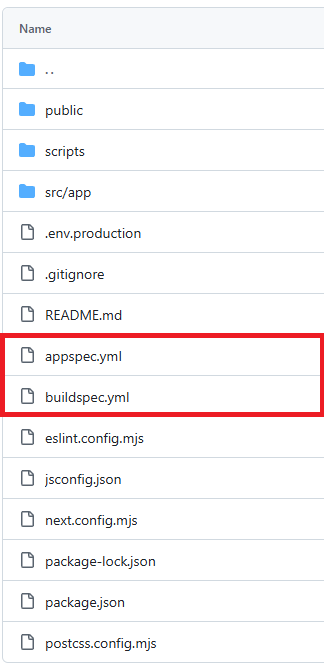 Name
..
public
scripts
src/app
.env.production
.gitignore
README.md
appspec.yml
buildspec.yml
eslint.config.mjs
jsconfig.json
next.config.mjs
package-lock.json
package.json
postcss.config.mjs